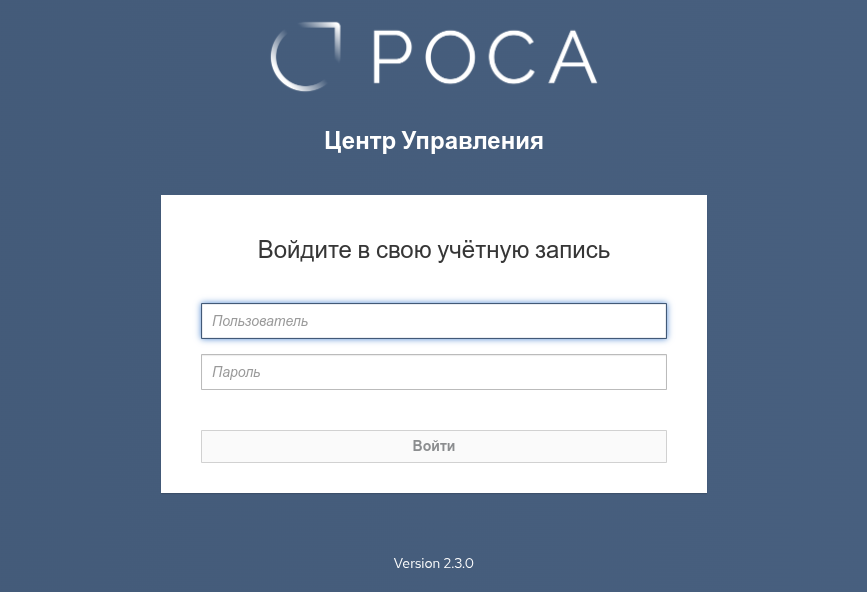 РОСА
Центр Управления
Войдите в свою учётную запись
Пользователь
Пароль
Войти
Version 2.3.0